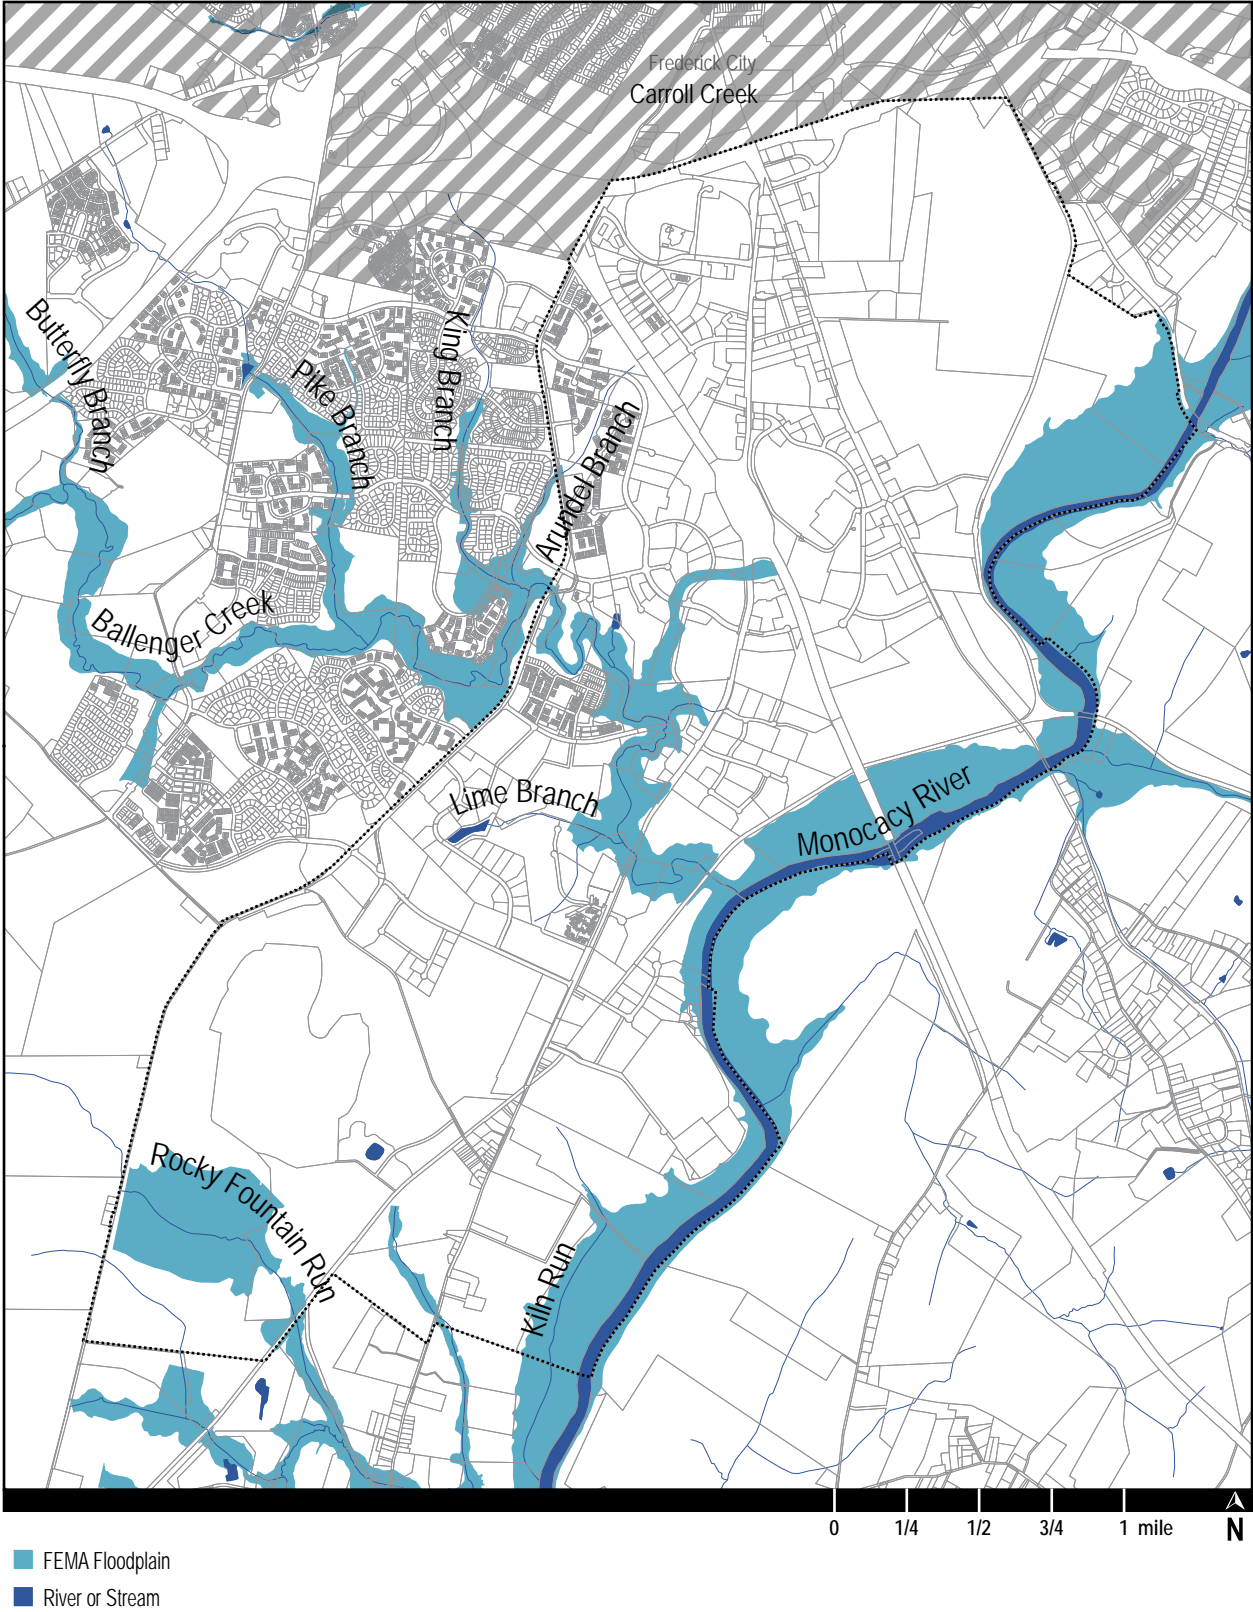 Frederick City
Carroll Creek
Butterfly Branch
Pike Branch
King Branch
Arundel Branch
Ballenger Creek
Lime Branch
Monocacy River
Rocky Fountain Run
Kiln Run
0 1/4 1/2 3/4 1 mile N
FEMA Floodplain
River or Stream